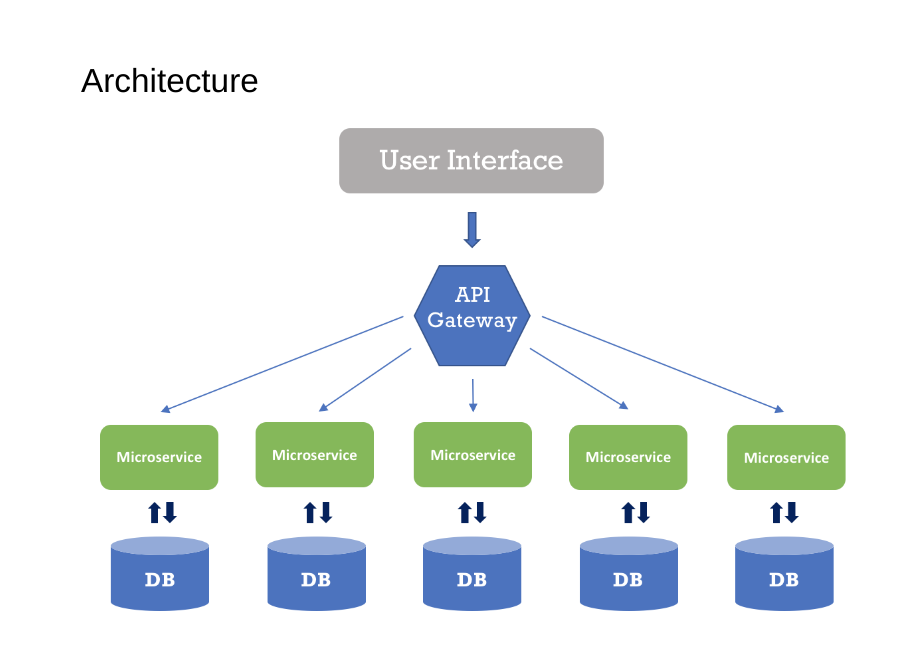 Architecture
User Interface
API
Gateway
Microservice
Microservice
Microservice
Microservice
Microservice
DB
DB
DB
DB
DB